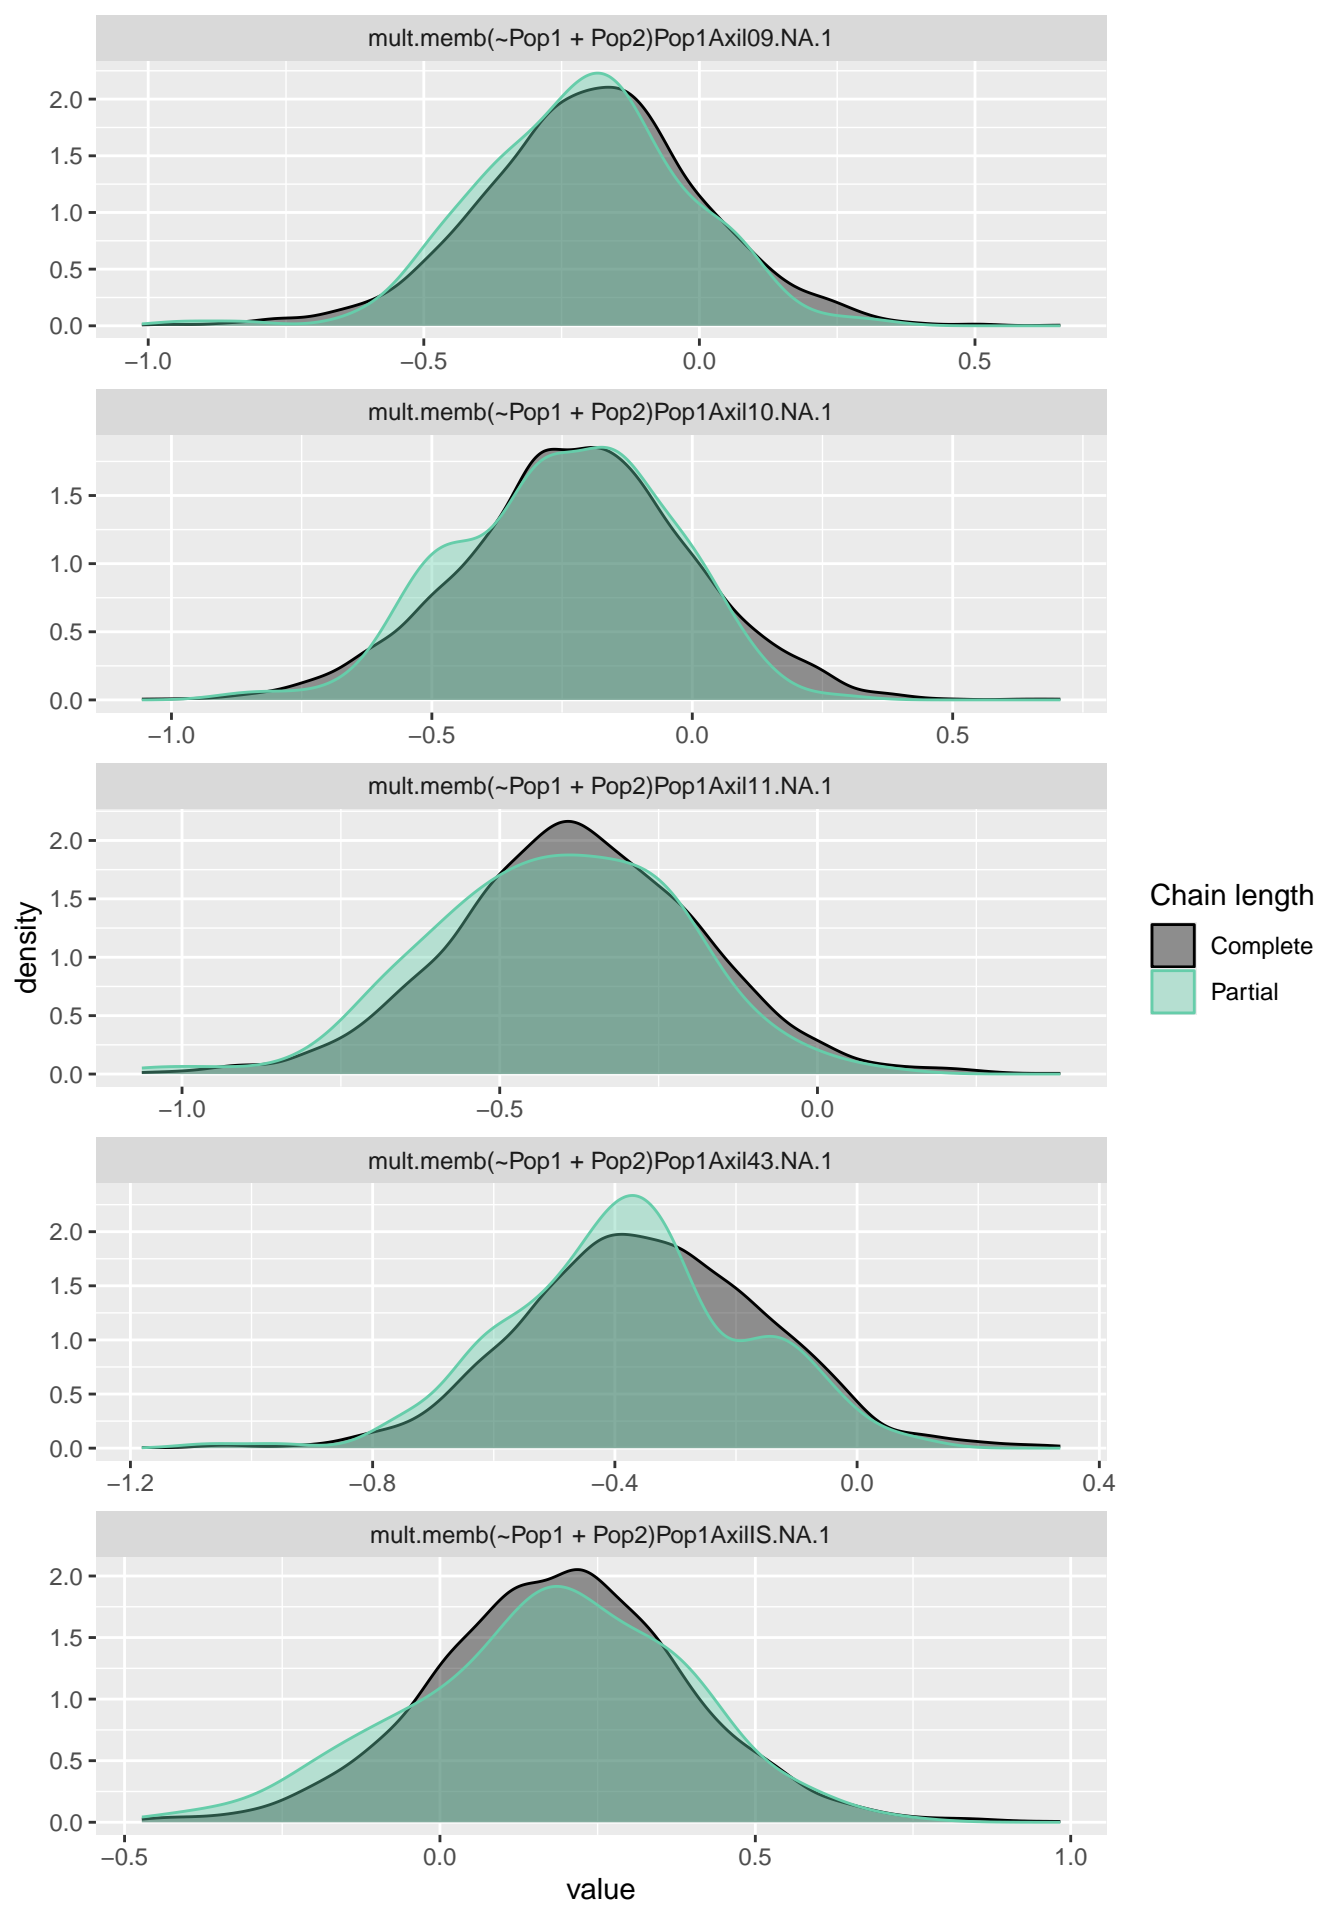 mult.memb(~Pop1 + Pop2)Pop1Axil09.NA.1
2.0
1.5
1.0
0.5
0.0
−1.0 −0.5 0.0 0.5
mult.memb(~Pop1 + Pop2)Pop1Axil10.NA.1
1.5
1.0
0.5
0.0
−1.0 −0.5 0.0 0.5
mult.memb(~Pop1 + Pop2)Pop1Axil11.NA.1
2.0
1.5
1.0
0.5
0.0
−1.0 −0.5 0.0
mult.memb(~Pop1 + Pop2)Pop1Axil43.NA.1
2.0
1.5
1.0
0.5
0.0
−1.2 −0.8 −0.4 0.0 0.4
mult.memb(~Pop1 + Pop2)Pop1AxilIS.NA.1
2.0
1.5
1.0
0.5
0.0
−0.5 0.0 0.5 1.0
value
density
Chain length
Complete
Partial